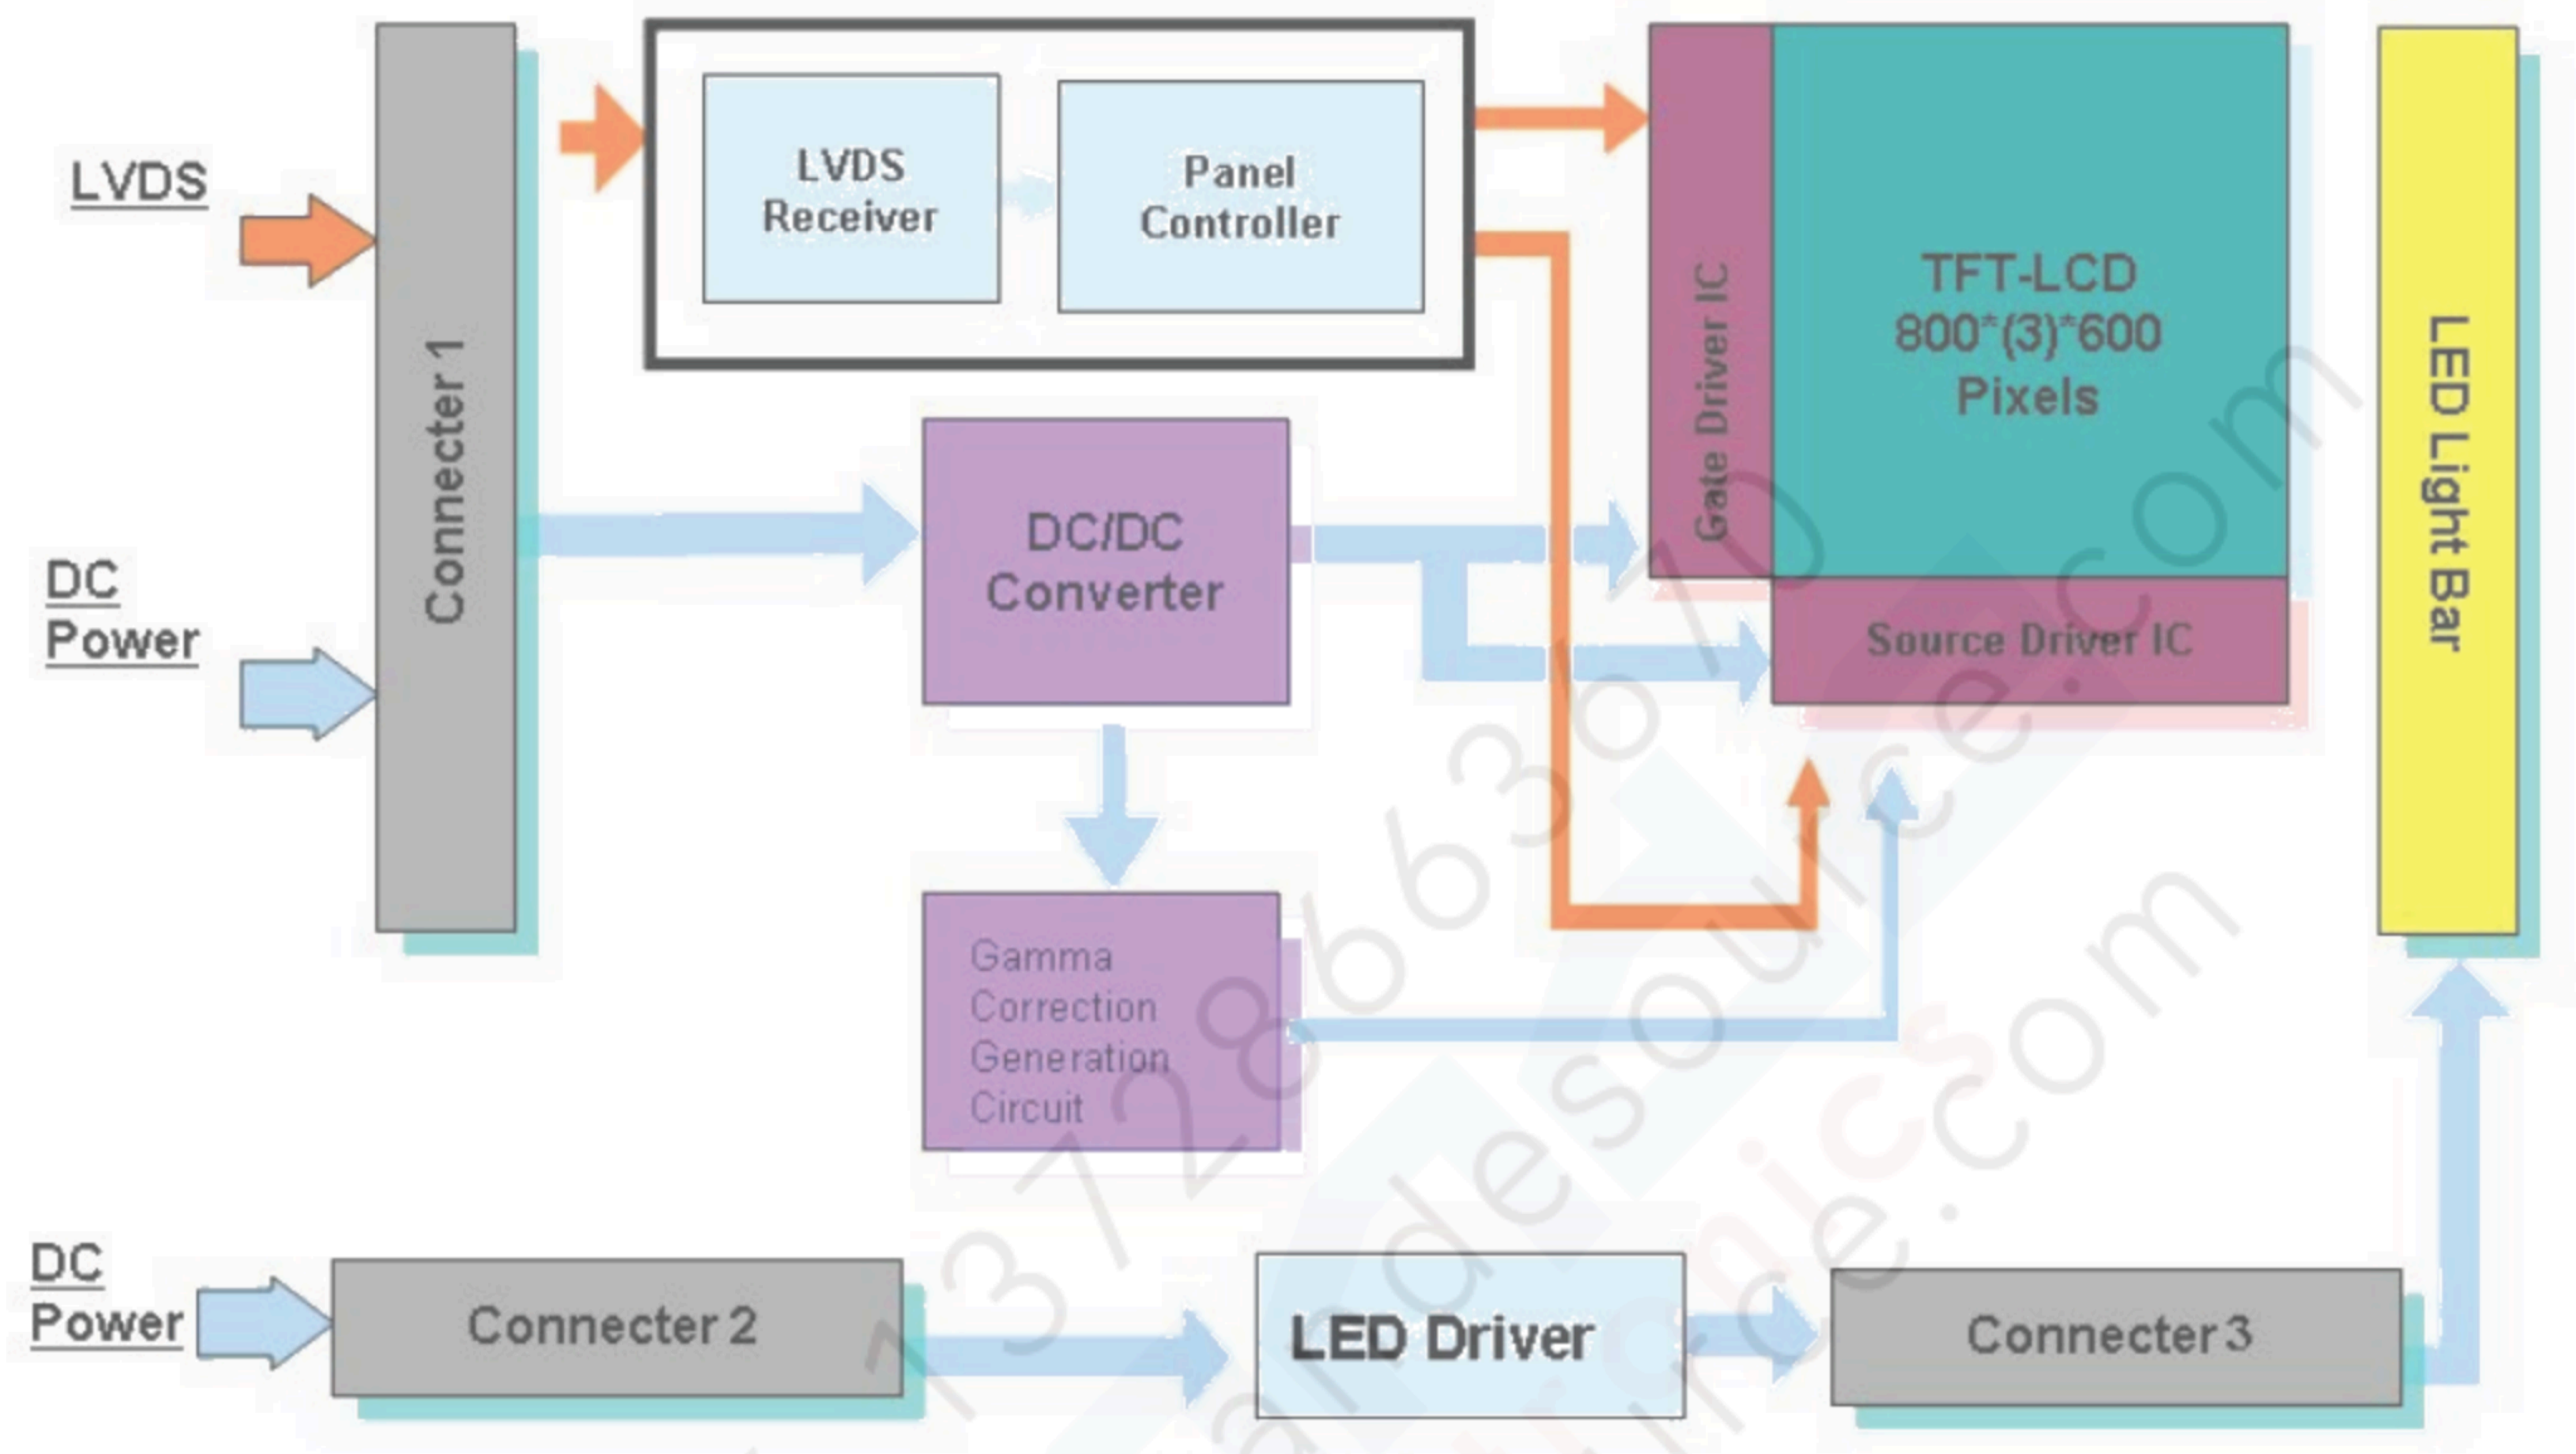 LVDS
DC
Power
Connecter 1
LVDS
Receiver
Panel
Controller
Gate Driver IC
TFT-LCD
800*(3)*600
Pixels
Source Driver IC
LED Light Bar
DC/DC
Converter
Gamma
Correction
Generation
Circuit
DC
Power
Connecter 2
LED Driver
Connecter 3
13728663670